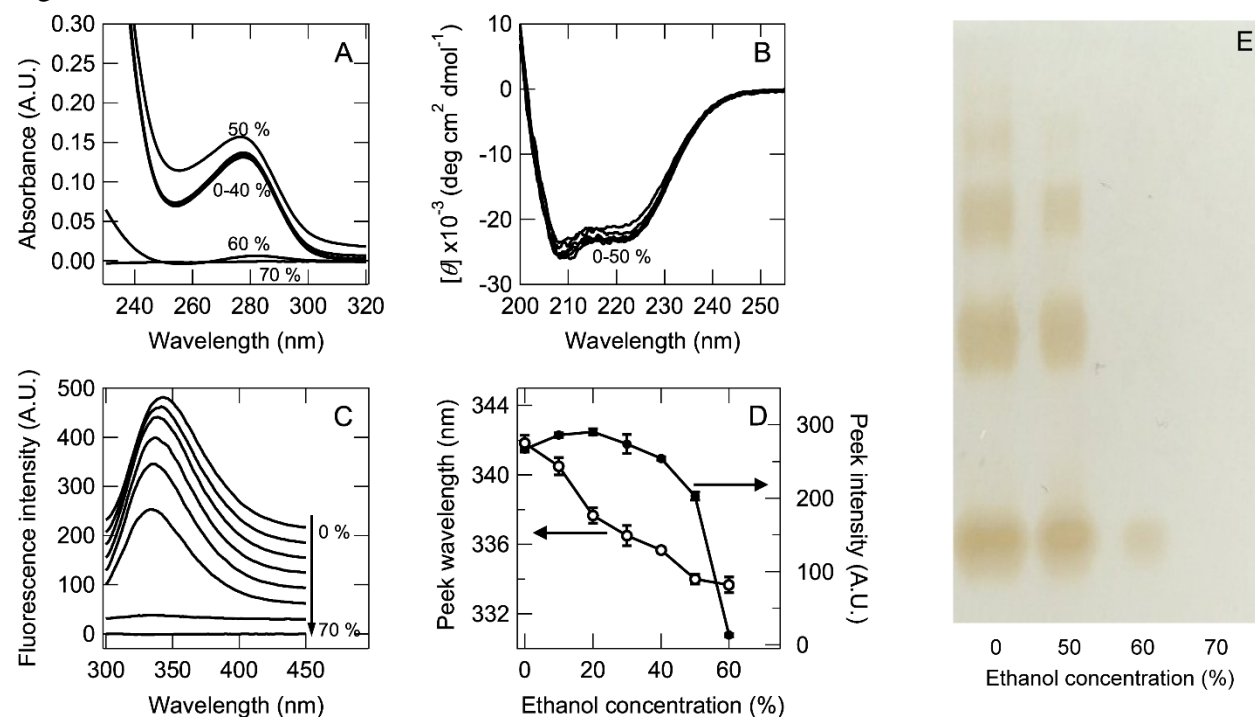 A
0.30
0.25
0.20
0.15
0.10
0.05
0.00
Absorbance (A.U.)
50 %
0-40 %
60 %
70 %
240 260 280 300 320
Wavelength (nm)
B
10
0
-10
-20
-30
[θ] x10⁻³ (deg cm² dmol⁻¹)
0-50 %
200 210 220 230 240 250
Wavelength (nm)
C
500
400
300
200
100
0
Fluorescence intensity (A.U.)
0 %
70 %
300 350 400 450
Wavelength (nm)
D
344
340
336
332
Peek wavelength (nm)
300
200
100
0
Peek intensity (A.U.)
0 20 40 60
Ethanol concentration (%)
E
0 50 60 70
Ethanol concentration (%)